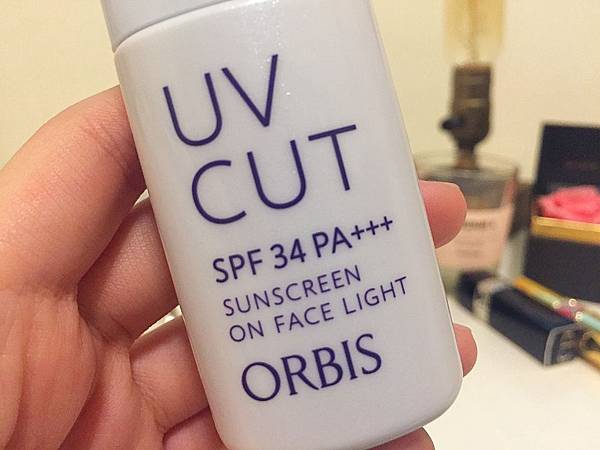 UV
CUT
SPF 34 PA+++
SUNSCREEN
ON FACE LIGHT
ORBIS